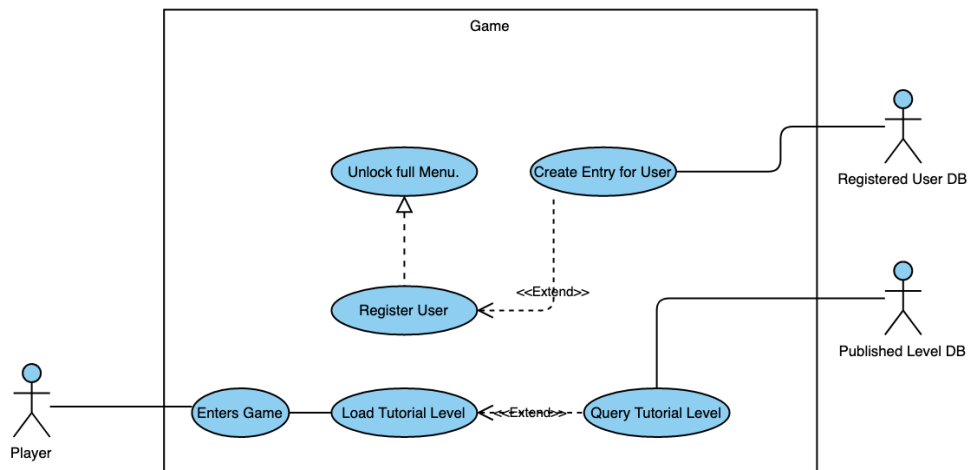 Game
Unlock full Menu.
Create Entry for User
Registered User DB
<<Extend>>
Register User
Published Level DB
Enters Game
Load Tutorial Level
<<Extend>>
Query Tutorial Level
Player